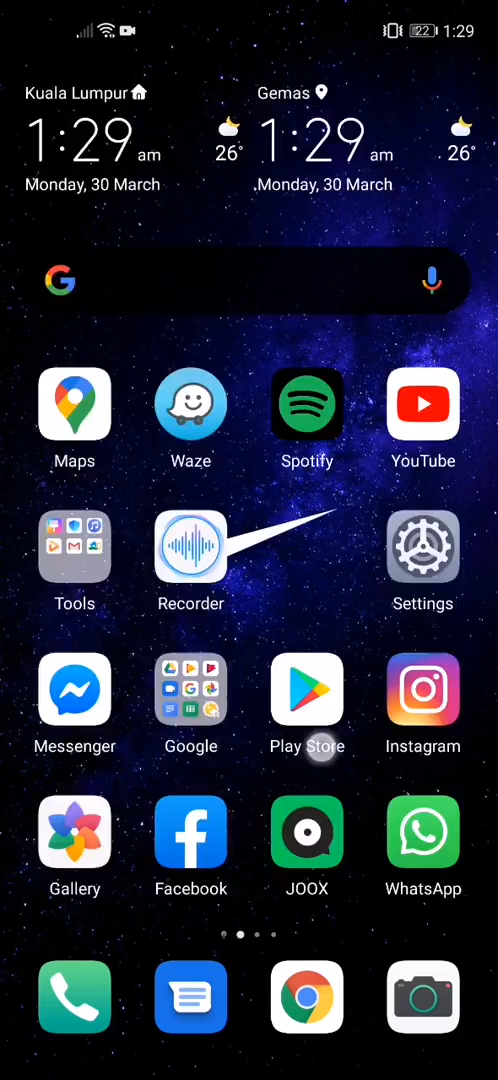 22 1:29
Kuala Lumpur Gemas
1:29 am 26° 1:29 am 26°
Monday, 30 March Monday, 30 March
Maps Waze Spotify YouTube
Tools Recorder Settings
Messenger Google Play Store Instagram
Gallery Facebook JOOX WhatsApp